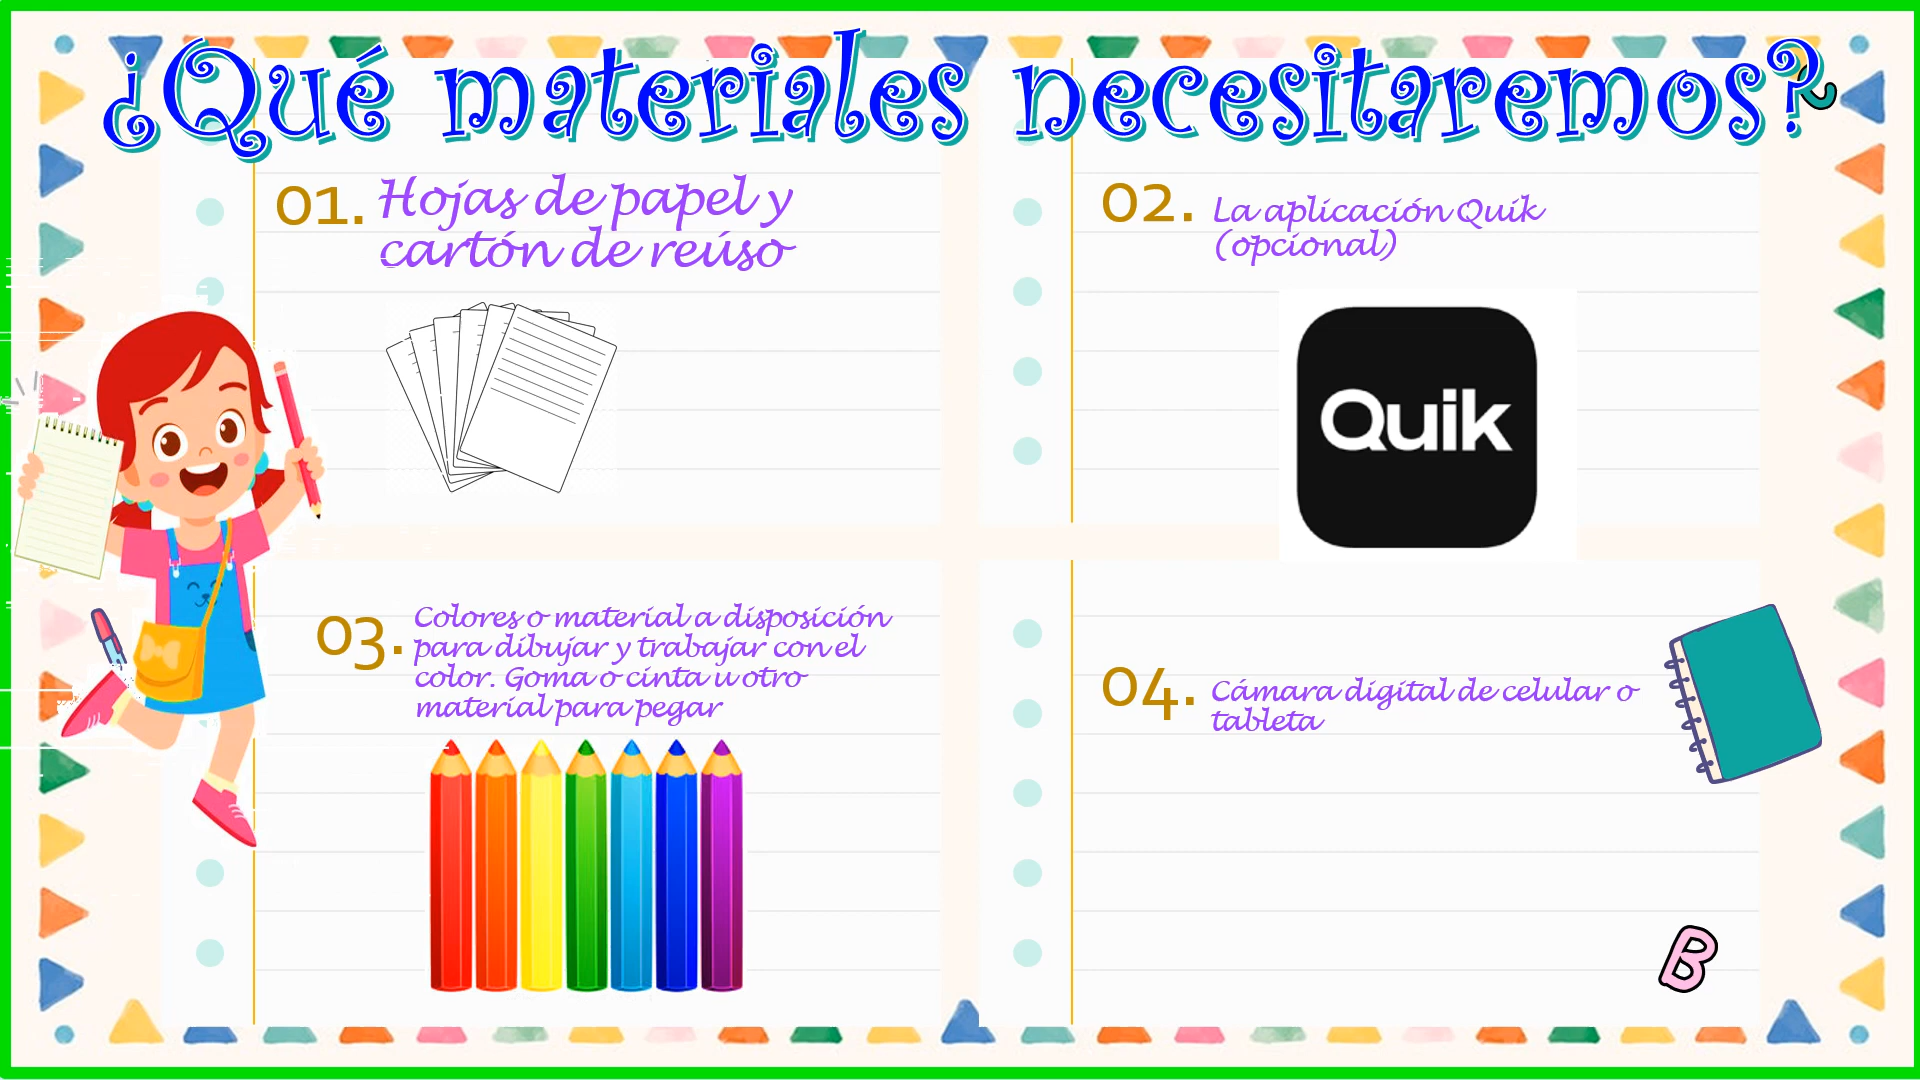 ¿Qué materiales necesitaremos?
01. Hojas de papel y
cartón de reúso
02. La aplicación Quik
(opcional)
Quik
03. Colores o material a disposición
para dibujar y trabajar con el
color. Goma o cinta u otro
material para pegar
04. Cámara digital de celular o
tableta
B